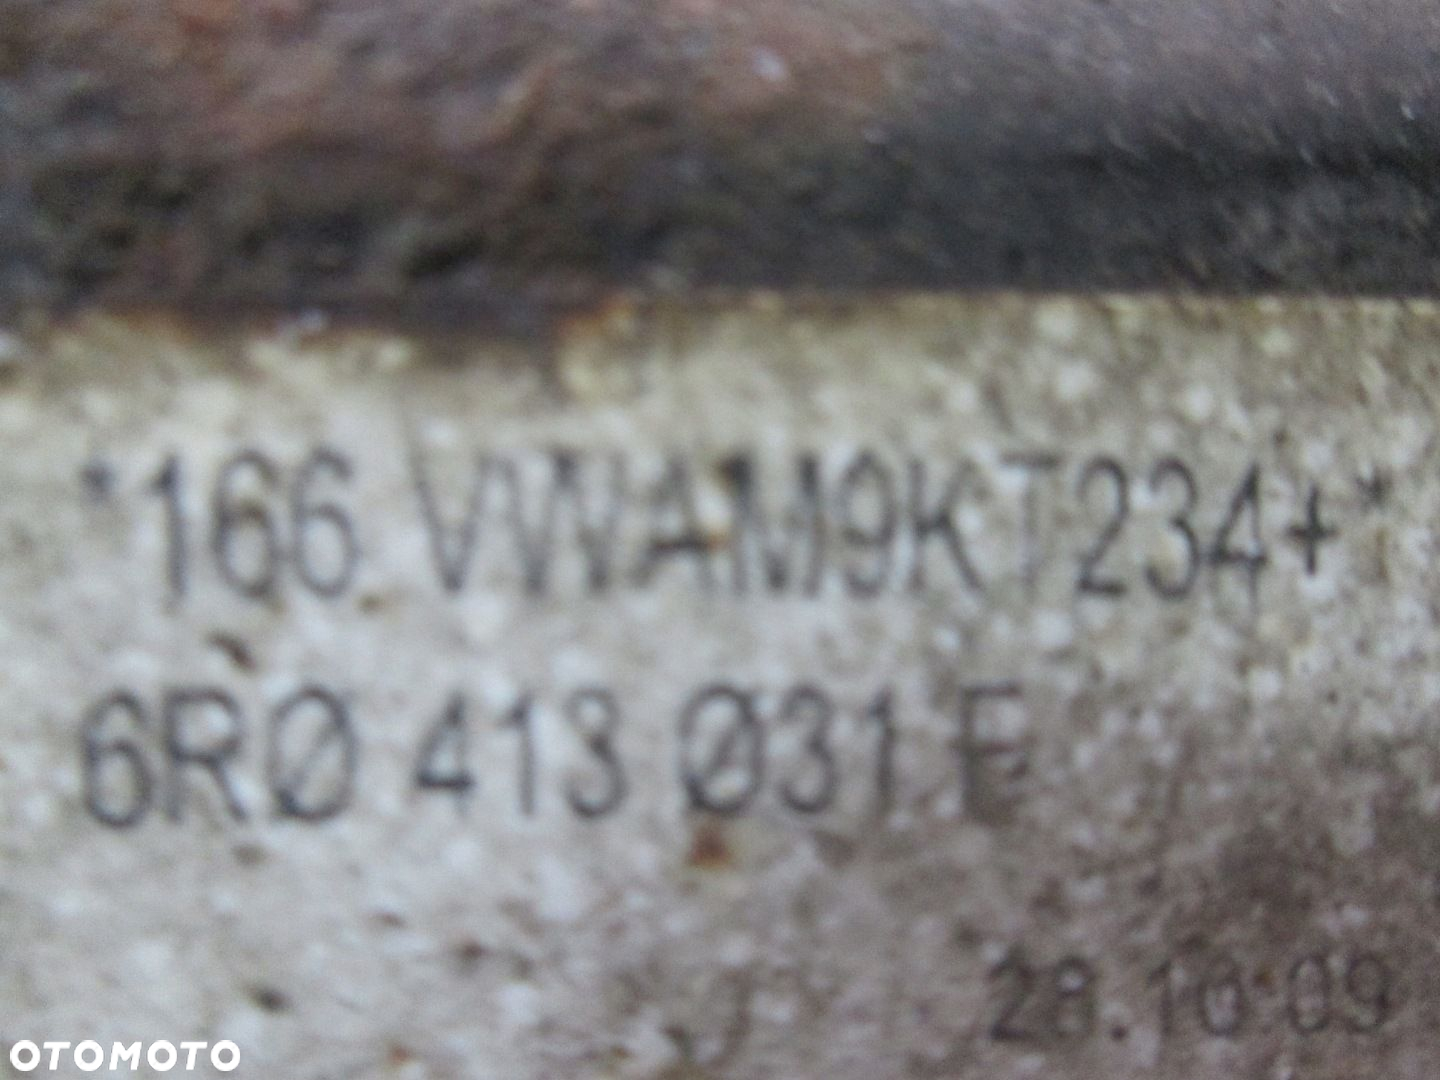 *166 VWAM9KT234+*
6RØ 413 Ø31 F
28.10.09
OTOMOTO